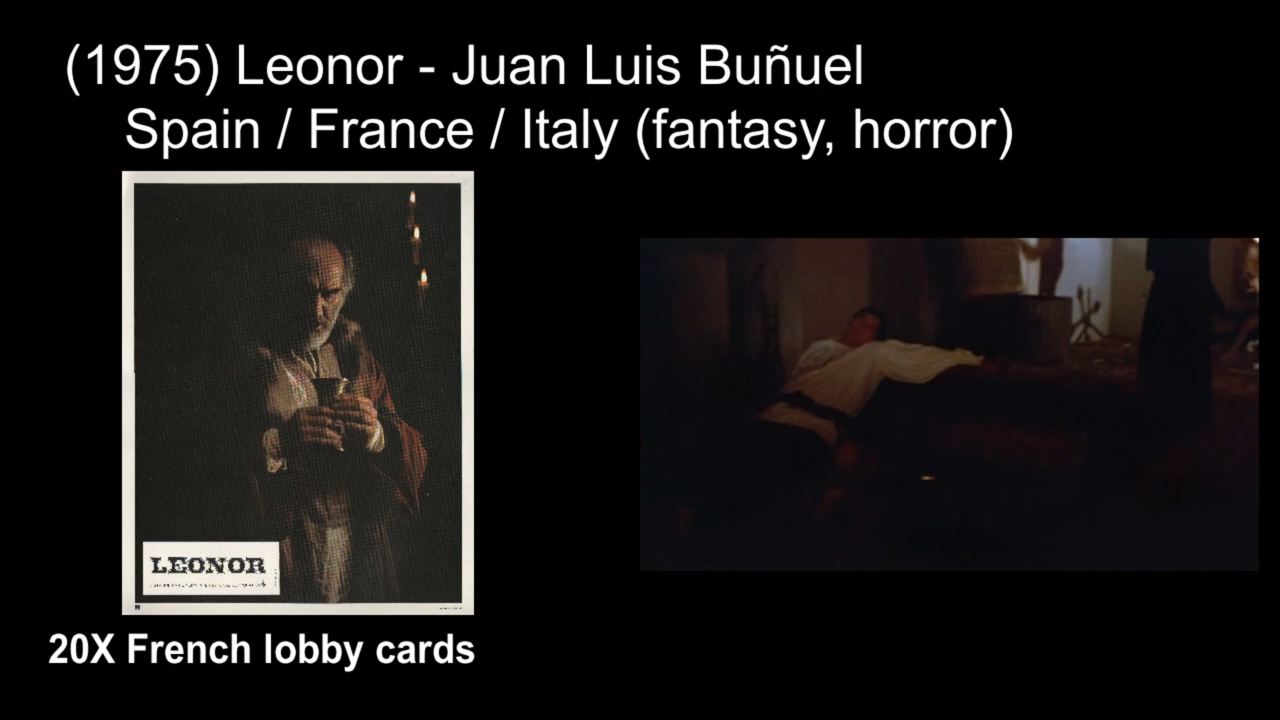 (1975) Leonor - Juan Luis Buñuel
Spain / France / Italy (fantasy, horror)
LEONOR
20X French lobby cards